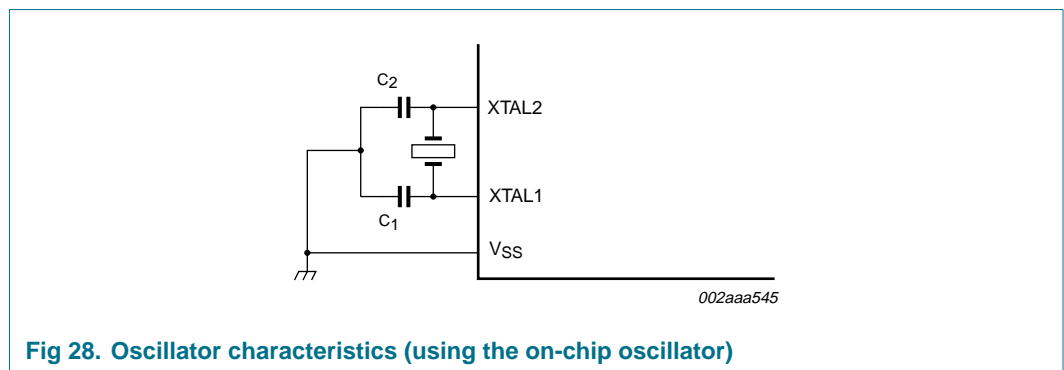 C2
XTAL2
XTAL1
C1
VSS
002aaa545
Fig 28. Oscillator characteristics (using the on-chip oscillator)